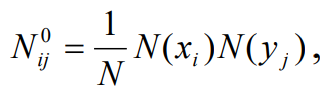 $N_{ij}^{0} = \frac{1}{N} N(x_i) N(y_j),$